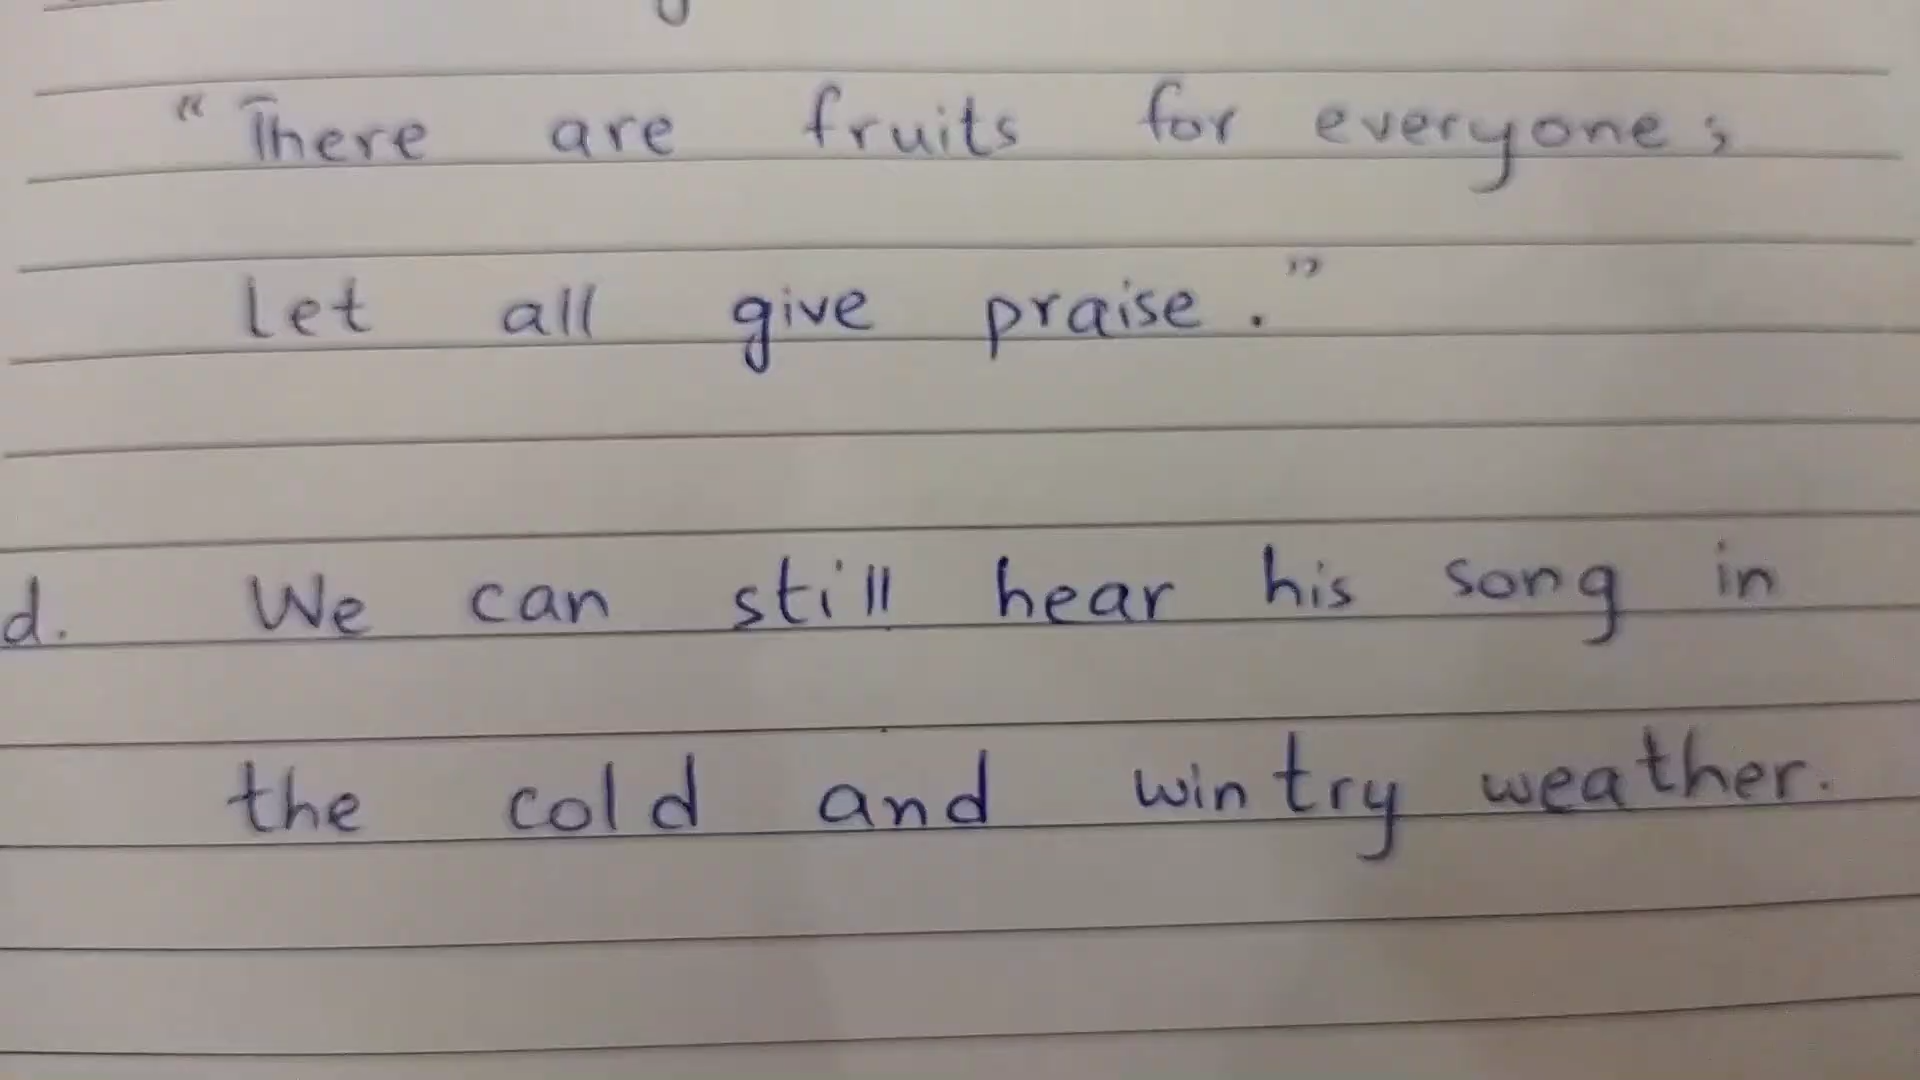 "There are fruits for everyone;
Let all give praise."
d. We can still hear his song in
the cold and wintry weather.